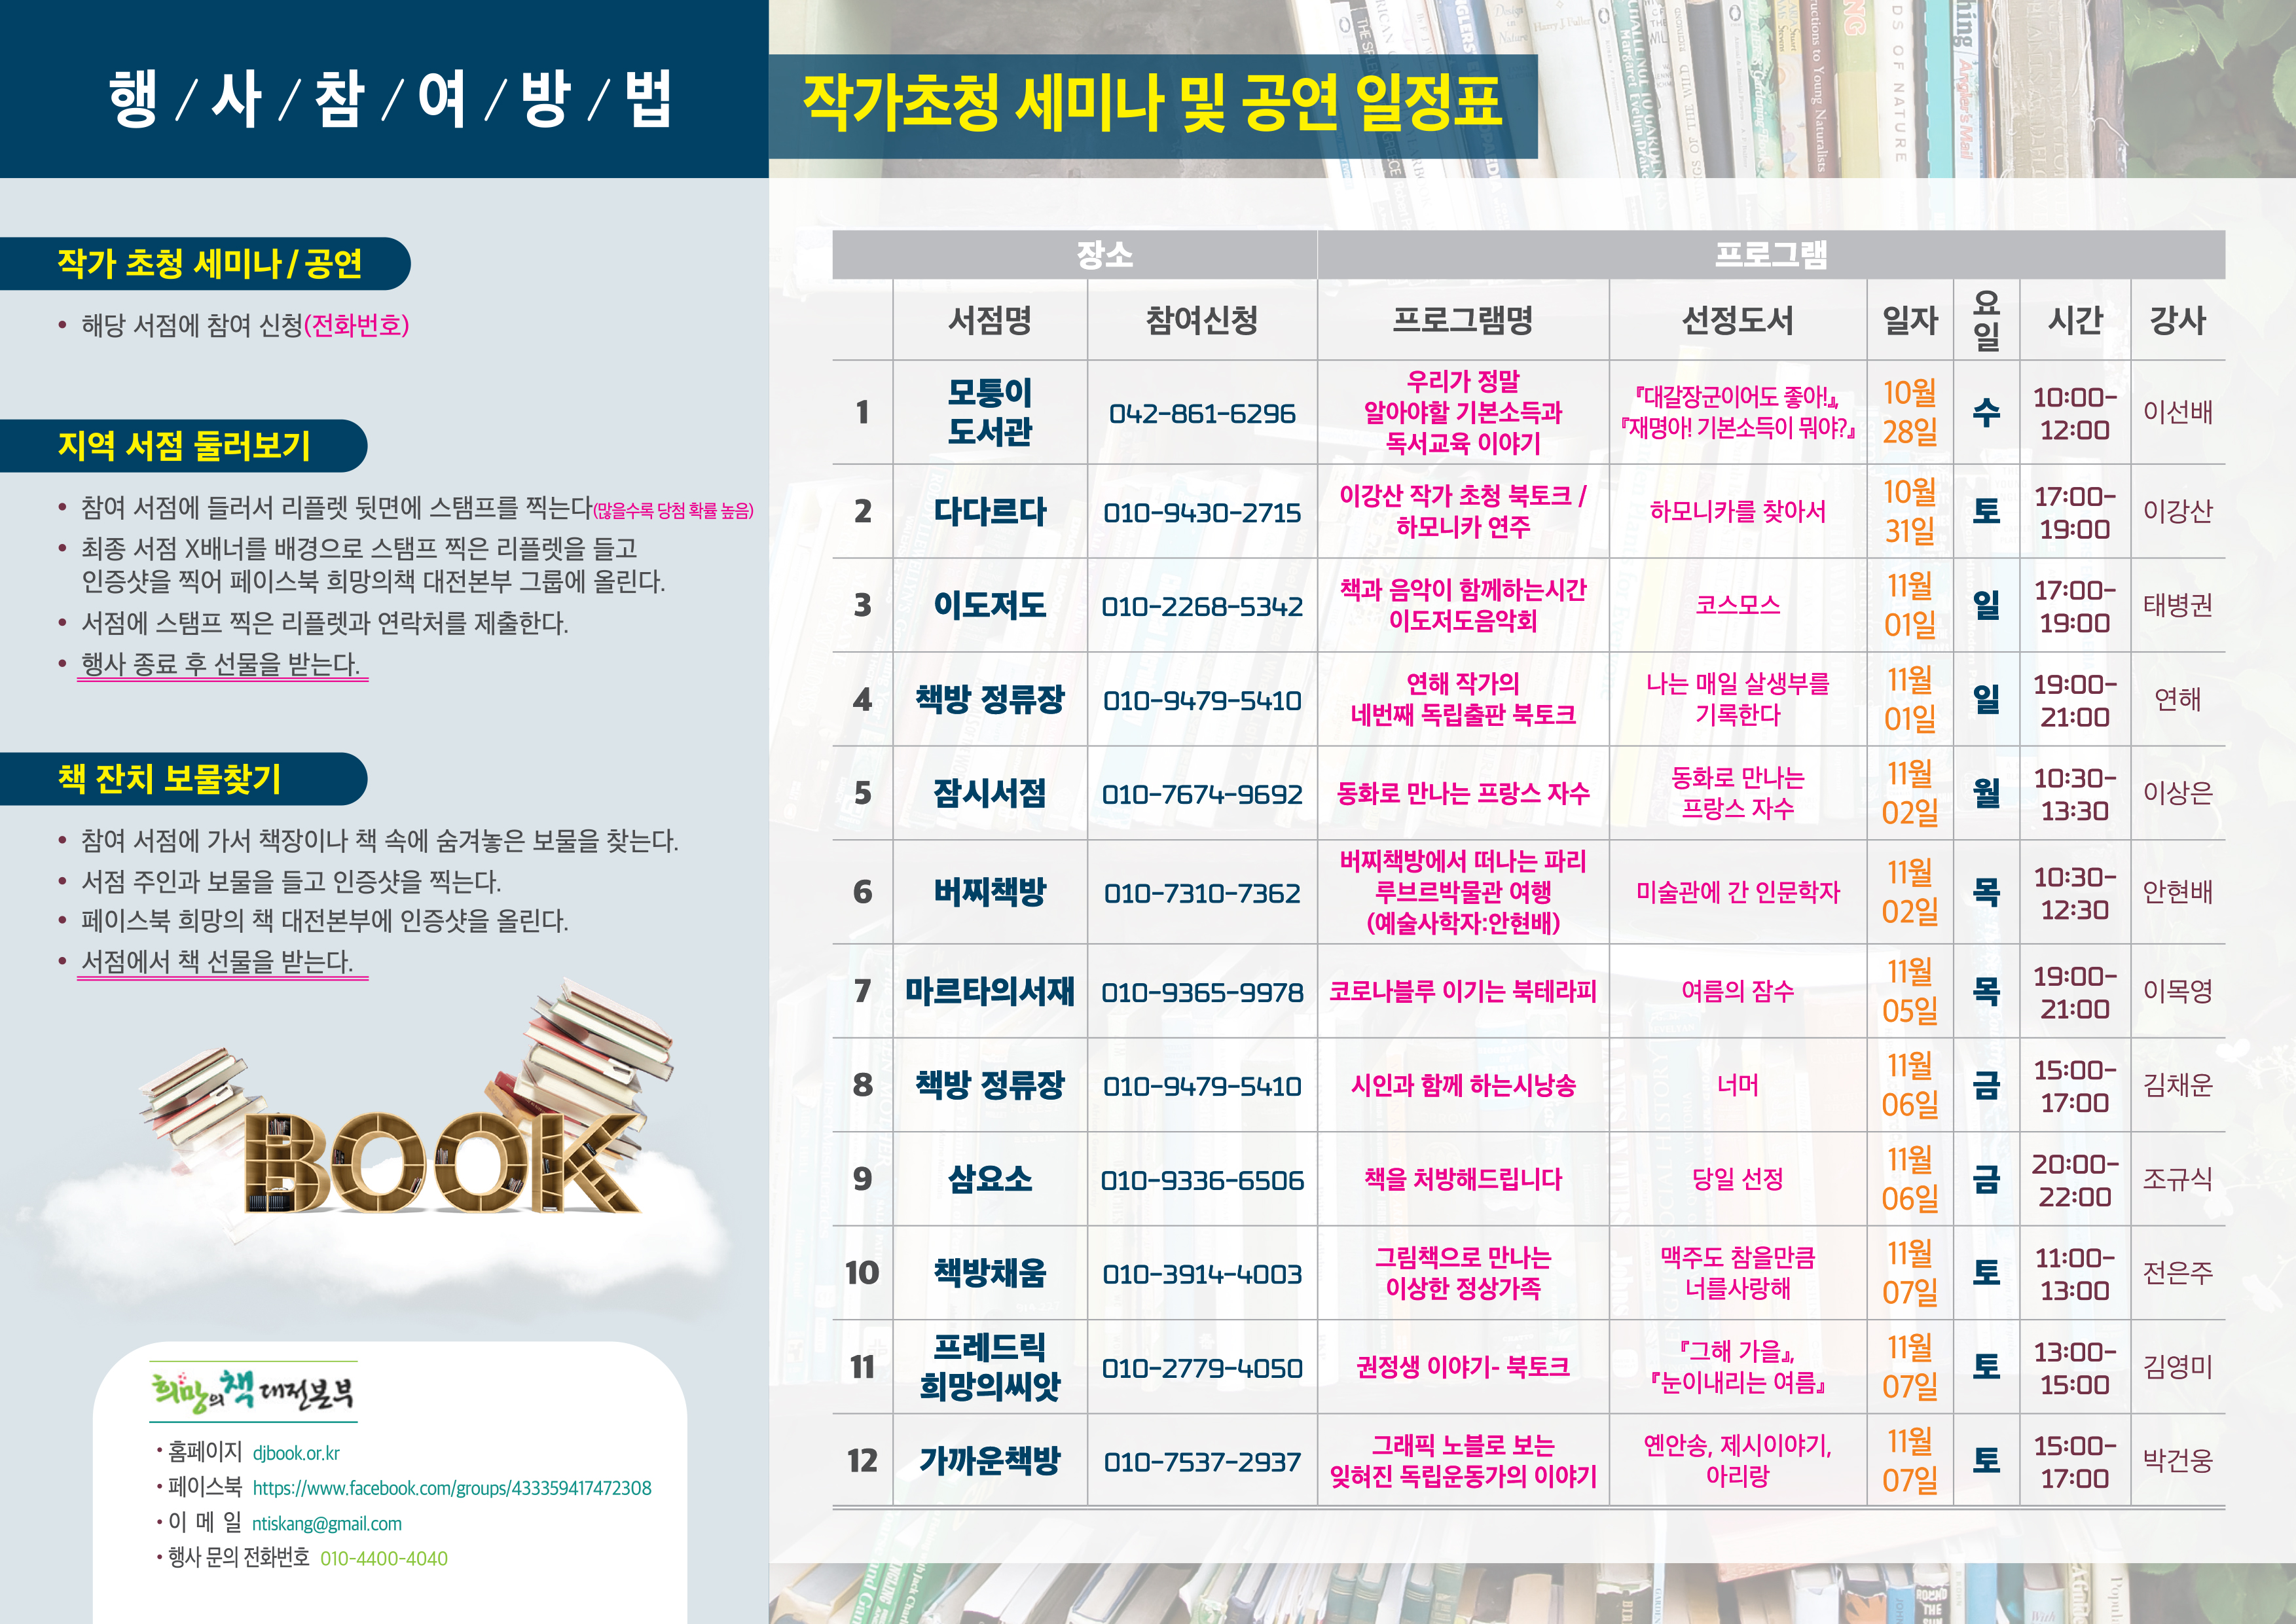 행/사/참/여/방/법
작가 초청 세미나/공연
• 해당 서점에 참여 신청(전화번호)
지역 서점 둘러보기
• 참여 서점에 들러서 리플렛 뒷면에 스탬프를 찍는다(많을수록 당첨 확률 높음)
• 최종 서점 X배너를 배경으로 스탬프 찍은 리플렛을 들고
인증샷을 찍어 페이스북 희망의책 대전본부 그룹에 올린다.
• 서점에 스탬프 찍은 리플렛과 연락처를 제출한다.
• 행사 종료 후 선물을 받는다.
책 잔치 보물찾기
• 참여 서점에 가서 책장이나 책 속에 숨겨놓은 보물을 찾는다.
• 서점 주인과 보물을 들고 인증샷을 찍는다.
• 페이스북 희망의 책 대전본부에 인증샷을 올린다.
• 서점에서 책 선물을 받는다.
BOOK
희망의책 대전본부
• 홈페이지 djbook.or.kr
• 페이스북 https://www.facebook.com/groups/433359417472308
• 이 메 일 ntiskang@gmail.com
• 행사 문의 전화번호 010-4400-4040
작가초청 세미나 및 공연 일정표
장소 프로그램
서점명 참여신청 프로그램명 선정도서 일자 요일 시간 강사
1 모퉁이 도서관 042-861-6296 우리가 정말 알아야할 기본소득과 독서교육 이야기 『대갈장군이어도 좋아!』, 『재명아! 기본소득이 뭐야?』 10월 28일 수 10:00-12:00 이선배
2 다다르다 010-9430-2715 이강산 작가 초청 북토크 / 하모니카 연주 하모니카를 찾아서 10월 31일 토 17:00-19:00 이강산
3 이도저도 010-2268-5342 책과 음악이 함께하는시간 이도저도음악회 코스모스 11월 01일 일 17:00-19:00 태병권
4 책방 정류장 010-9479-5410 연해 작가의 네번째 독립출판 북토크 나는 매일 살생부를 기록한다 11월 01일 일 19:00-21:00 연해
5 잠시서점 010-7674-9692 동화로 만나는 프랑스 자수 동화로 만나는 프랑스 자수 11월 02일 월 10:30-13:30 이상은
6 버찌책방 010-7310-7362 버찌책방에서 떠나는 파리 루브르박물관 여행 (예술사학자:안현배) 미술관에 간 인문학자 11월 02일 목 10:30-12:30 안현배
7 마르타의서재 010-9365-9978 코로나블루 이기는 북테라피 여름의 잠수 11월 05일 목 19:00-21:00 이목영
8 책방 정류장 010-9479-5410 시인과 함께 하는시낭송 너머 11월 06일 금 15:00-17:00 김채운
9 삼요소 010-9336-6506 책을 처방해드립니다 당일 선정 11월 06일 금 20:00-22:00 조규식
10 책방채움 010-3914-4003 그림책으로 만나는 이상한 정상가족 맥주도 참을만큼 너를사랑해 11월 07일 토 11:00-13:00 전은주
11 프레드릭 희망의씨앗 010-2779-4050 권정생 이야기- 북토크 『그해 가을』, 『눈이내리는 여름』 11월 07일 토 13:00-15:00 김영미
12 가까운책방 010-7537-2937 그래픽 노블로 보는 잊혀진 독립운동가의 이야기 옌안송, 제시이야기, 아리랑 11월 07일 토 15:00-17:00 박건웅